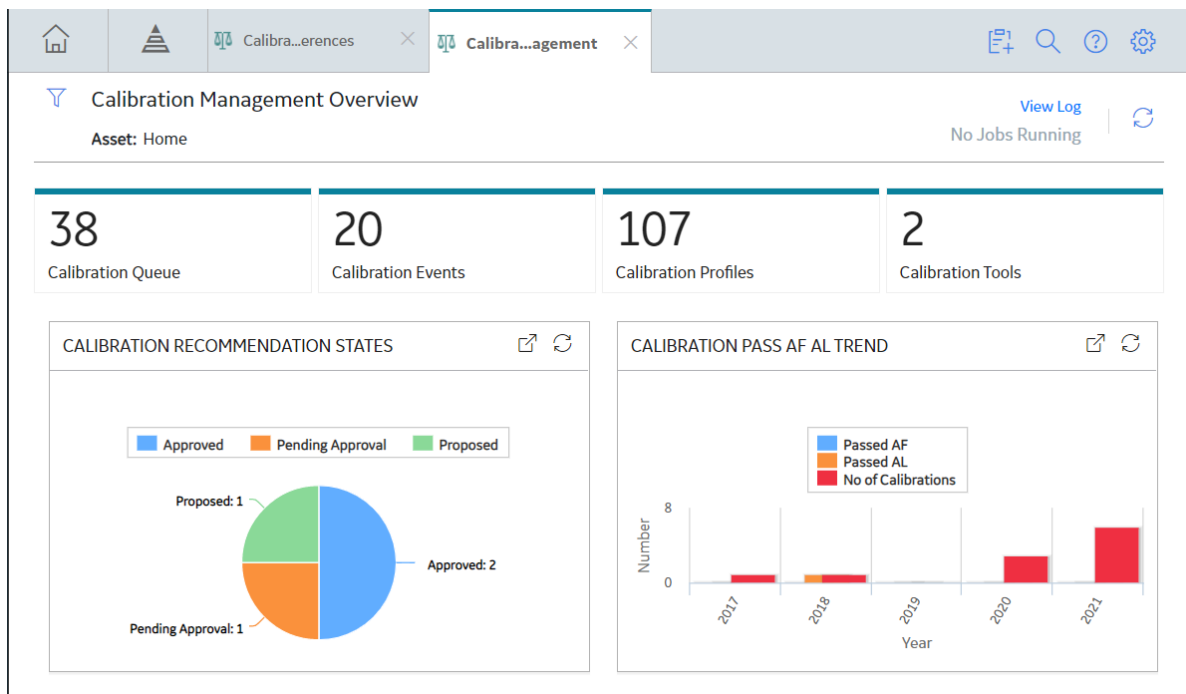 Calibra...erences
Calibra...agement
Calibration Management Overview
Asset: Home
View Log
No Jobs Running
38
Calibration Queue
20
Calibration Events
107
Calibration Profiles
2
Calibration Tools
CALIBRATION RECOMMENDATION STATES
Approved
Pending Approval
Proposed
Proposed: 1
Approved: 2
Pending Approval: 1
CALIBRATION PASS AF AL TREND
Passed AF
Passed AL
No of Calibrations
8
Number
0
2017
2018
2019
2020
2021
Year